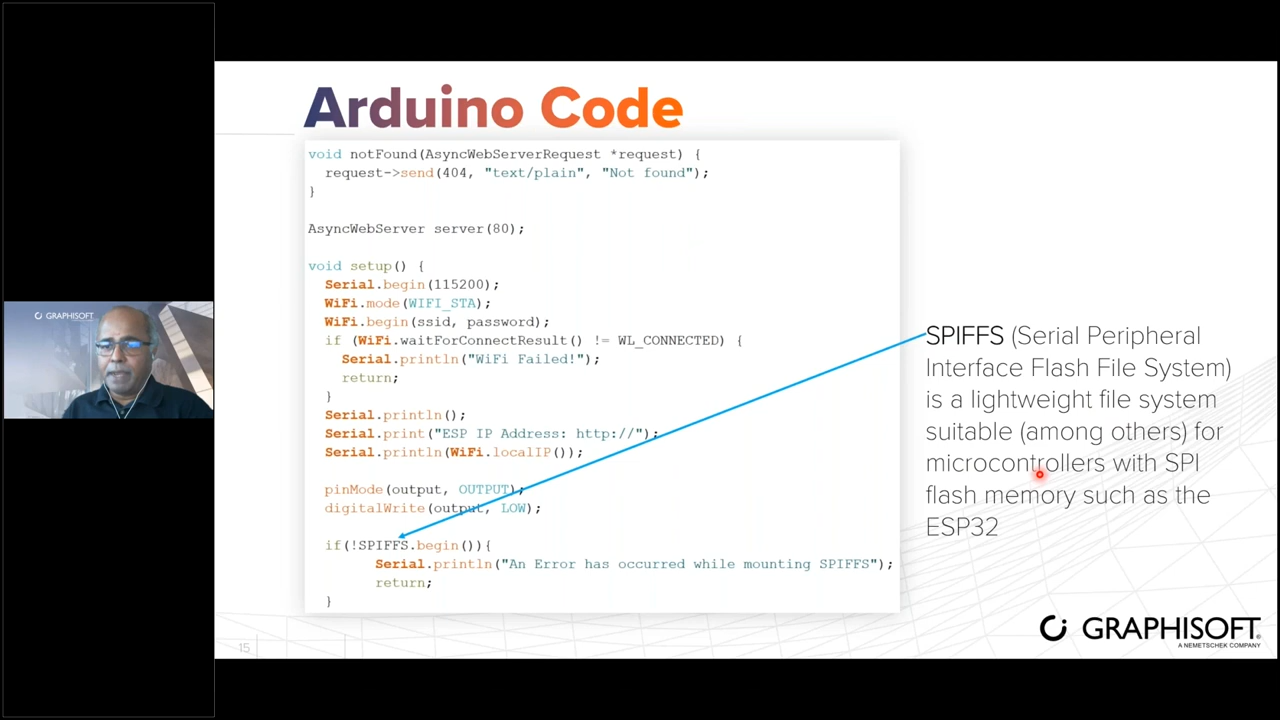 Arduino Code
void notFound(AsyncWebServerRequest *request) {
  request->send(404, "text/plain", "Not found");
}
AsyncWebServer server(80);
void setup() {
  Serial.begin(115200);
  WiFi.mode(WIFI_STA);
  WiFi.begin(ssid, password);
  if (WiFi.waitForConnectResult() != WL_CONNECTED) {
    Serial.println("WiFi Failed!");
    return;
  }
  Serial.println();
  Serial.print("ESP IP Address: http://");
  Serial.println(WiFi.localIP());
  pinMode(output, OUTPUT);
  digitalWrite(output, LOW);
  if(!SPIFFS.begin()){
        Serial.println("An Error has occurred while mounting SPIFFS");
        return;
  }
SPIFFS (Serial Peripheral
Interface Flash File System)
is a lightweight file system
suitable (among others) for
microcontrollers with SPI
flash memory such as the
ESP32
GRAPHISOFT
15
GRAPHISOFT.
A NEMETSCHEK COMPANY